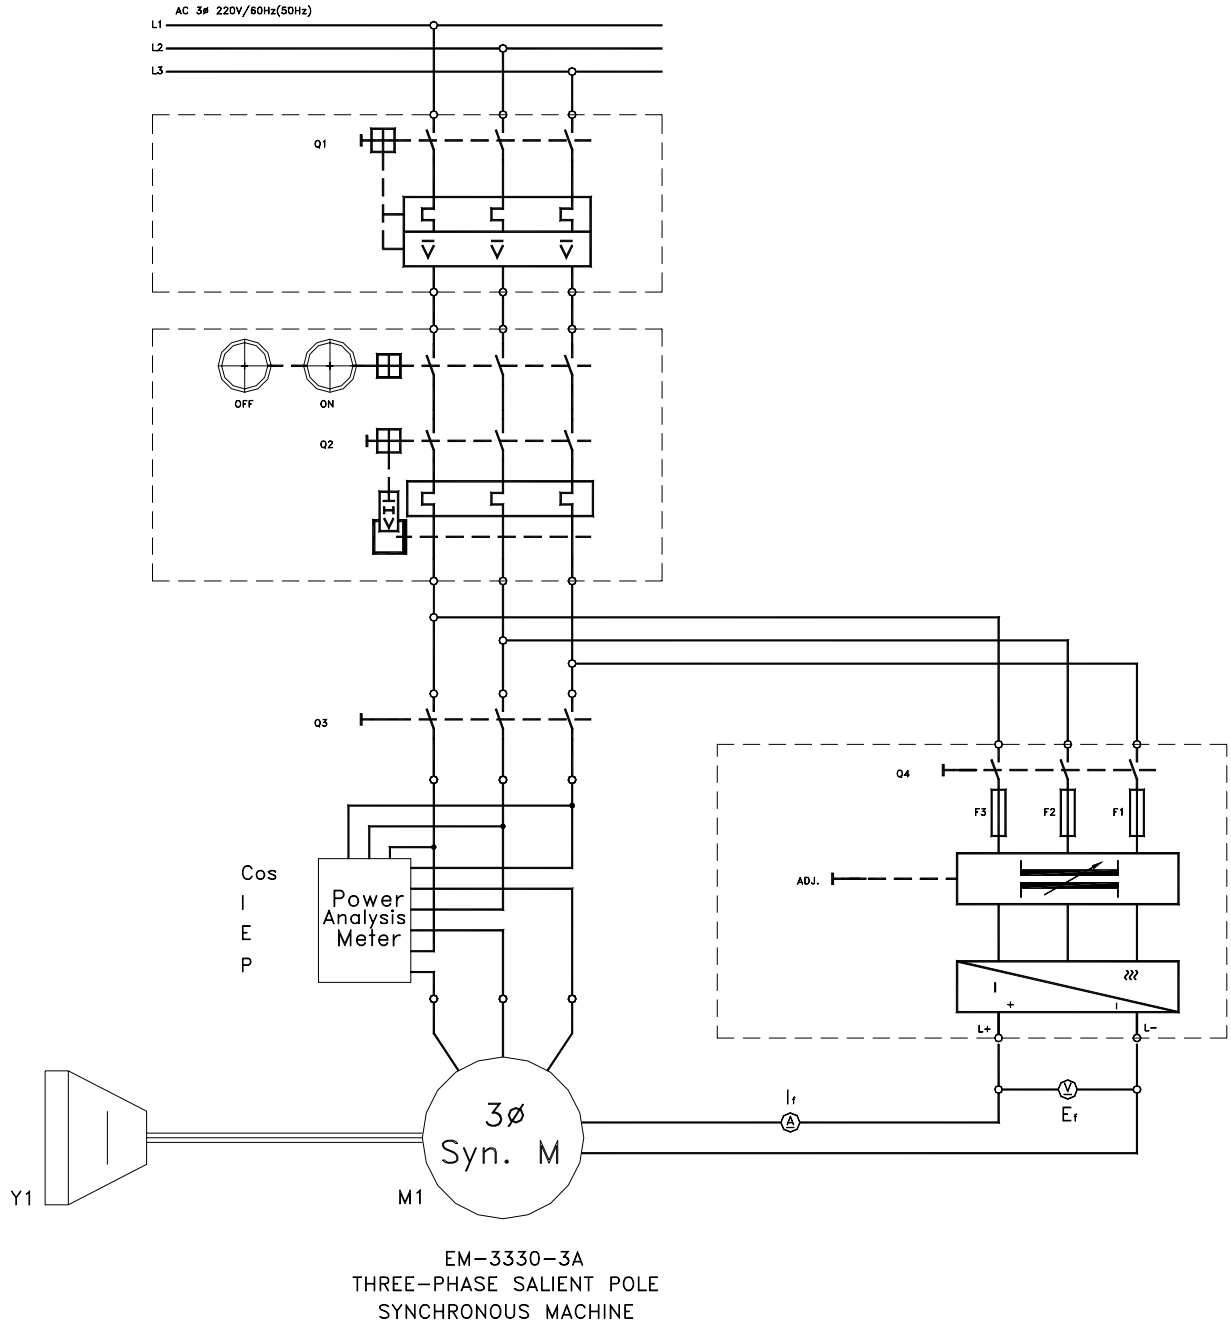 AC 3ø 220V/60Hz(50Hz)
L1
L2
L3
Q1
OFF
ON
Q2
Q3
Q4
F3
F2
F1
ADJ.
Cos
I
E
P
Power
Analysis
Meter
+
L+
L-
V
If
A
Ef
3ø
Syn. M
Y1
M1
EM-3330-3A
THREE-PHASE SALIENT POLE
SYNCHRONOUS MACHINE